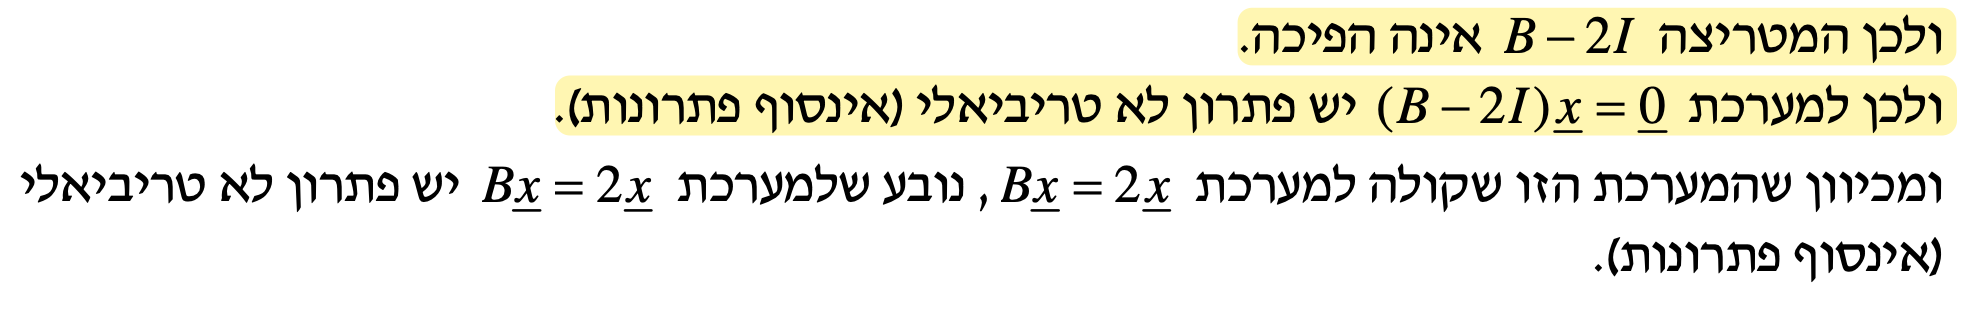 ולכן המטריצה B − 2I אינה הפיכה.
ולכן למערכת (B − 2I)x = 0 יש פתרון לא טריביאלי (אינסוף פתרונות).
ומכיוון שהמערכת הזו שקולה למערכת Bx = 2x, נובע שלמערכת Bx = 2x יש פתרון לא טריביאלי
(אינסוף פתרונות).